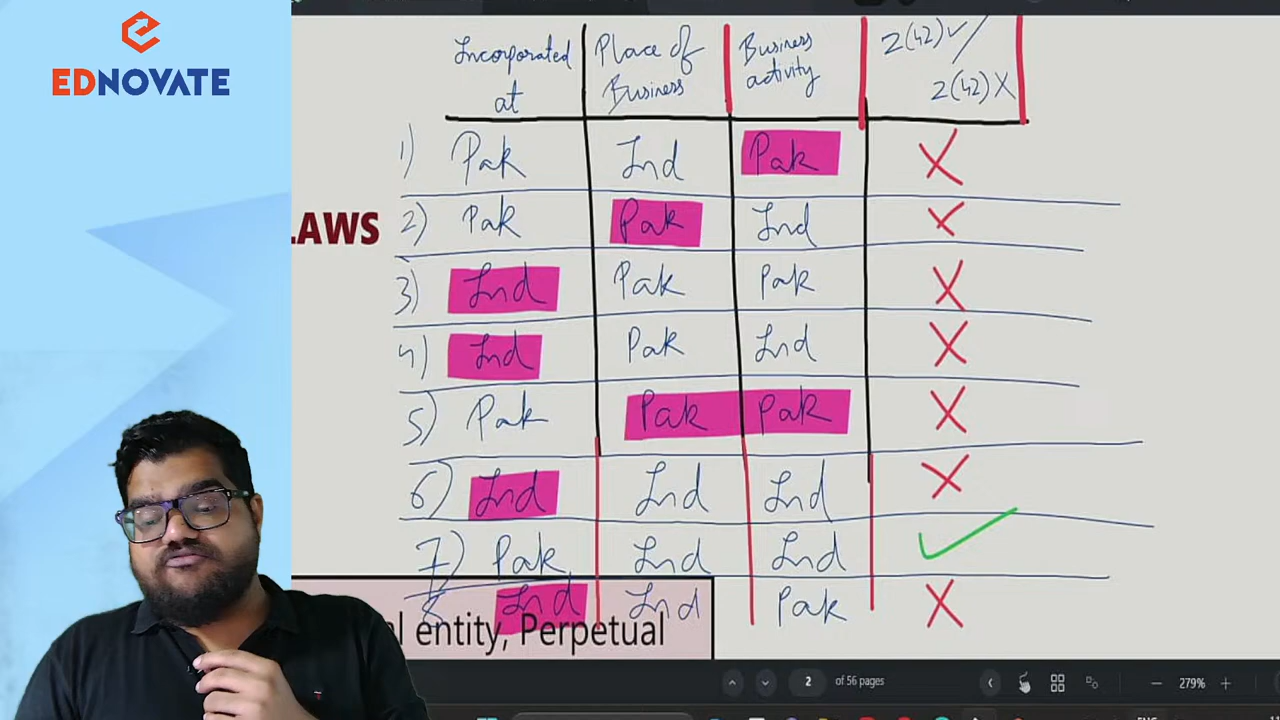 EDNOVATE
Incorporated at
Place of Business
Business activity
2(42)✓/
2(42)X
1) Pak Ind Pak X
LAWS
2) Pak Pak Ind X
3) Ind Pak Pak X
4) Ind Pak Ind X
5) Pak Pak Pak X
6) Ind Ind Ind X
7) Pak Ind Ind ✓
8 Ind Ind Pak X
l entity, Perpetual
2 of 56 pages
279%